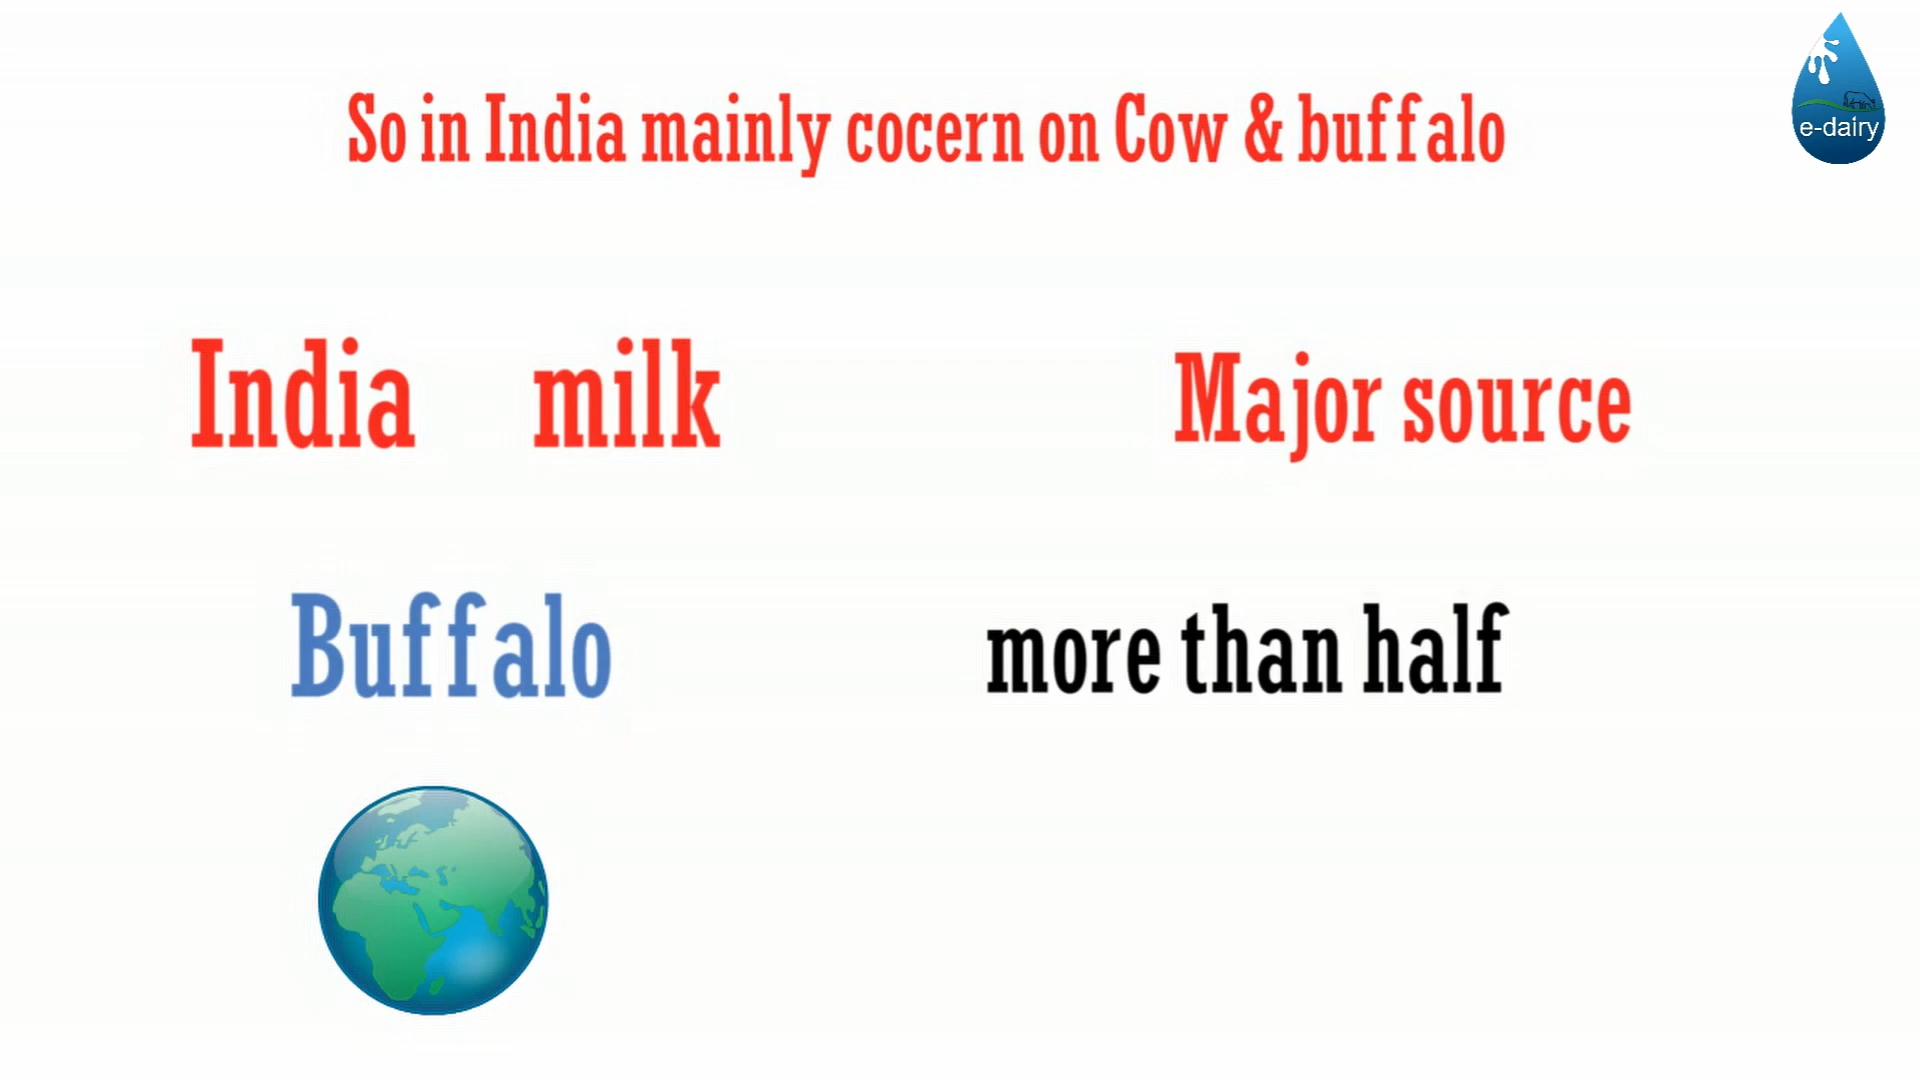 So in India mainly cocern on Cow & buffalo
e-dairy
India milk
Major source
Buffalo
more than half